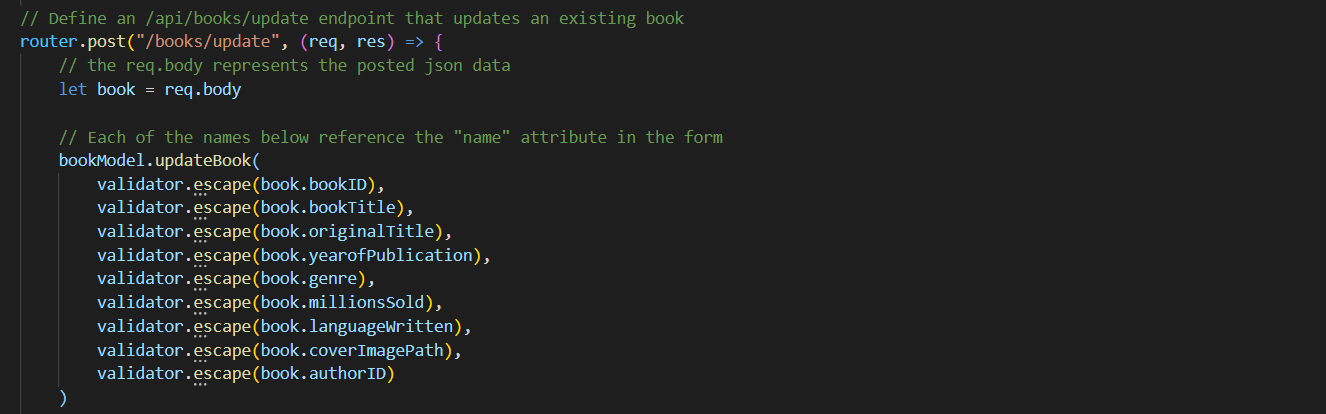 // Define an /api/books/update endpoint that updates an existing book
router.post("/books/update", (req, res) => {
// the req.body represents the posted json data
let book = req.body
// Each of the names below reference the "name" attribute in the form
bookModel.updateBook(
validator.escape(book.bookID),
validator.escape(book.bookTitle),
validator.escape(book.originalTitle),
validator.escape(book.yearofPublication),
validator.escape(book.genre),
validator.escape(book.millionsSold),
validator.escape(book.languageWritten),
validator.escape(book.coverImagePath),
validator.escape(book.authorID)
)